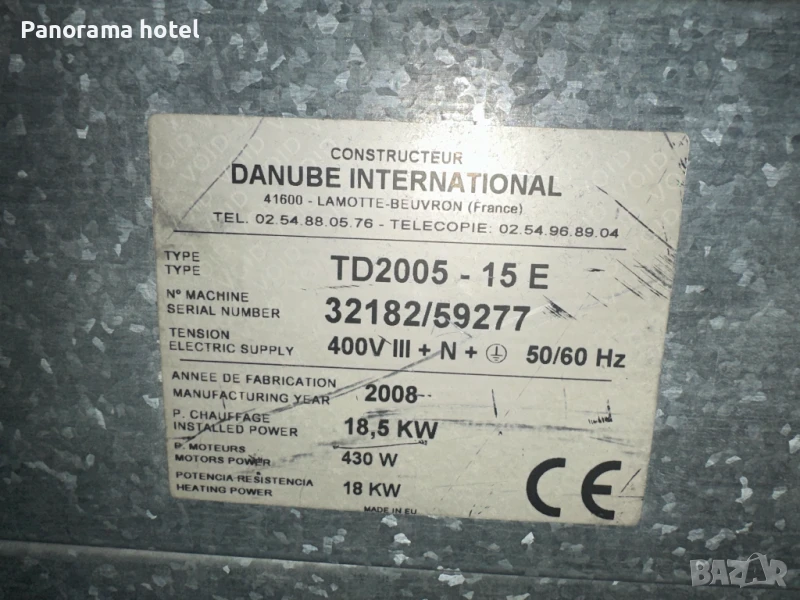 Panorama hotel
CONSTRUCTEUR
DANUBE INTERNATIONAL
41600 - LAMOTTE-BEUVRON (France)
TEL. 02.54.88.05.76 - TELECOPIE: 02.54.96.89.04
TYPE
TYPE
TD2005 - 15 E
Nº MACHINE
SERIAL NUMBER
32182/59277
TENSION
ELECTRIC SUPPLY
400V III + N + ⏚ 50/60 Hz
ANNEE DE FABRICATION
MANUFACTURING YEAR
2008
P. CHAUFFAGE
INSTALLED POWER
18,5 KW
P. MOTEURS
MOTORS POWER
430 W
POTENCIA RESISTENCIA
HEATING POWER
18 KW
MADE IN EU
CE
BAZAR